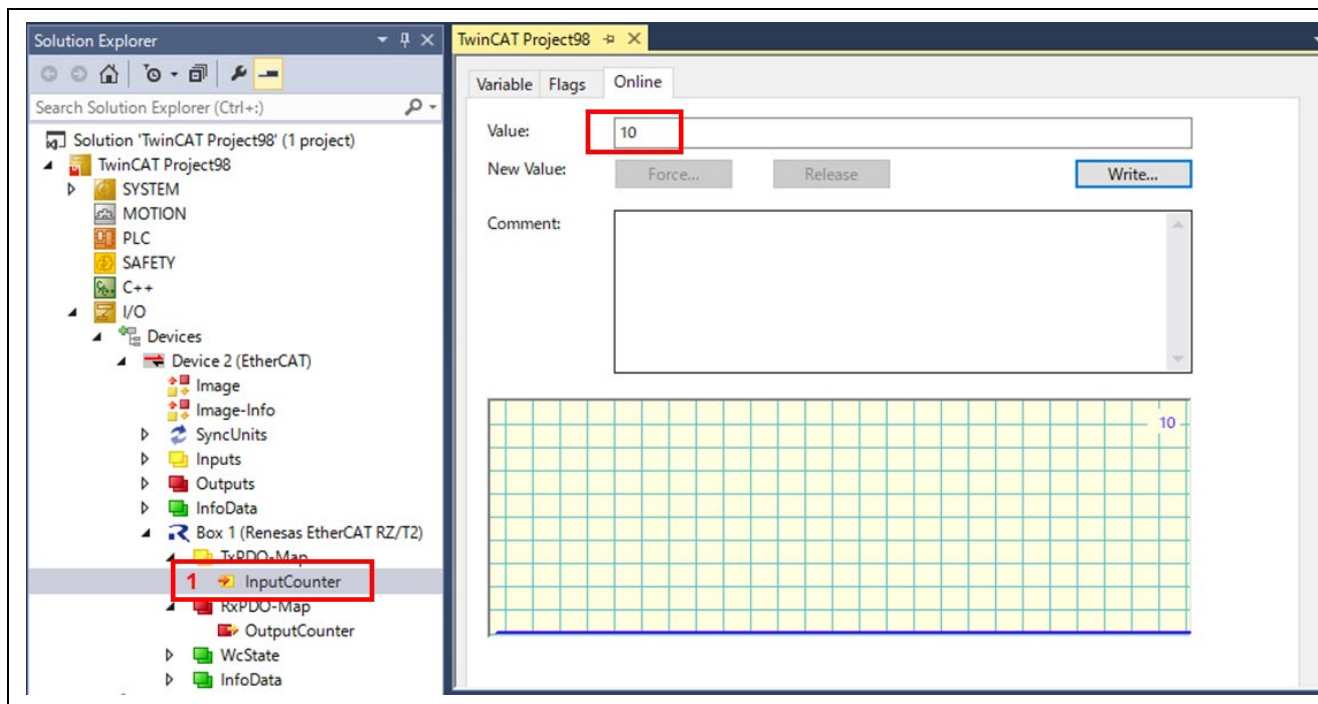 Solution Explorer
Search Solution Explorer (Ctrl+:)
Solution 'TwinCAT Project98' (1 project)
TwinCAT Project98
SYSTEM
MOTION
PLC
SAFETY
C++
I/O
Devices
Device 2 (EtherCAT)
Image
Image-Info
SyncUnits
Inputs
Outputs
InfoData
Box 1 (Renesas EtherCAT RZ/T2)
TxPDO-Map
1 InputCounter
RxPDO-Map
OutputCounter
WcState
InfoData
TwinCAT Project98
Variable Flags Online
Value: 10
New Value: Force... Release Write...
Comment:
10